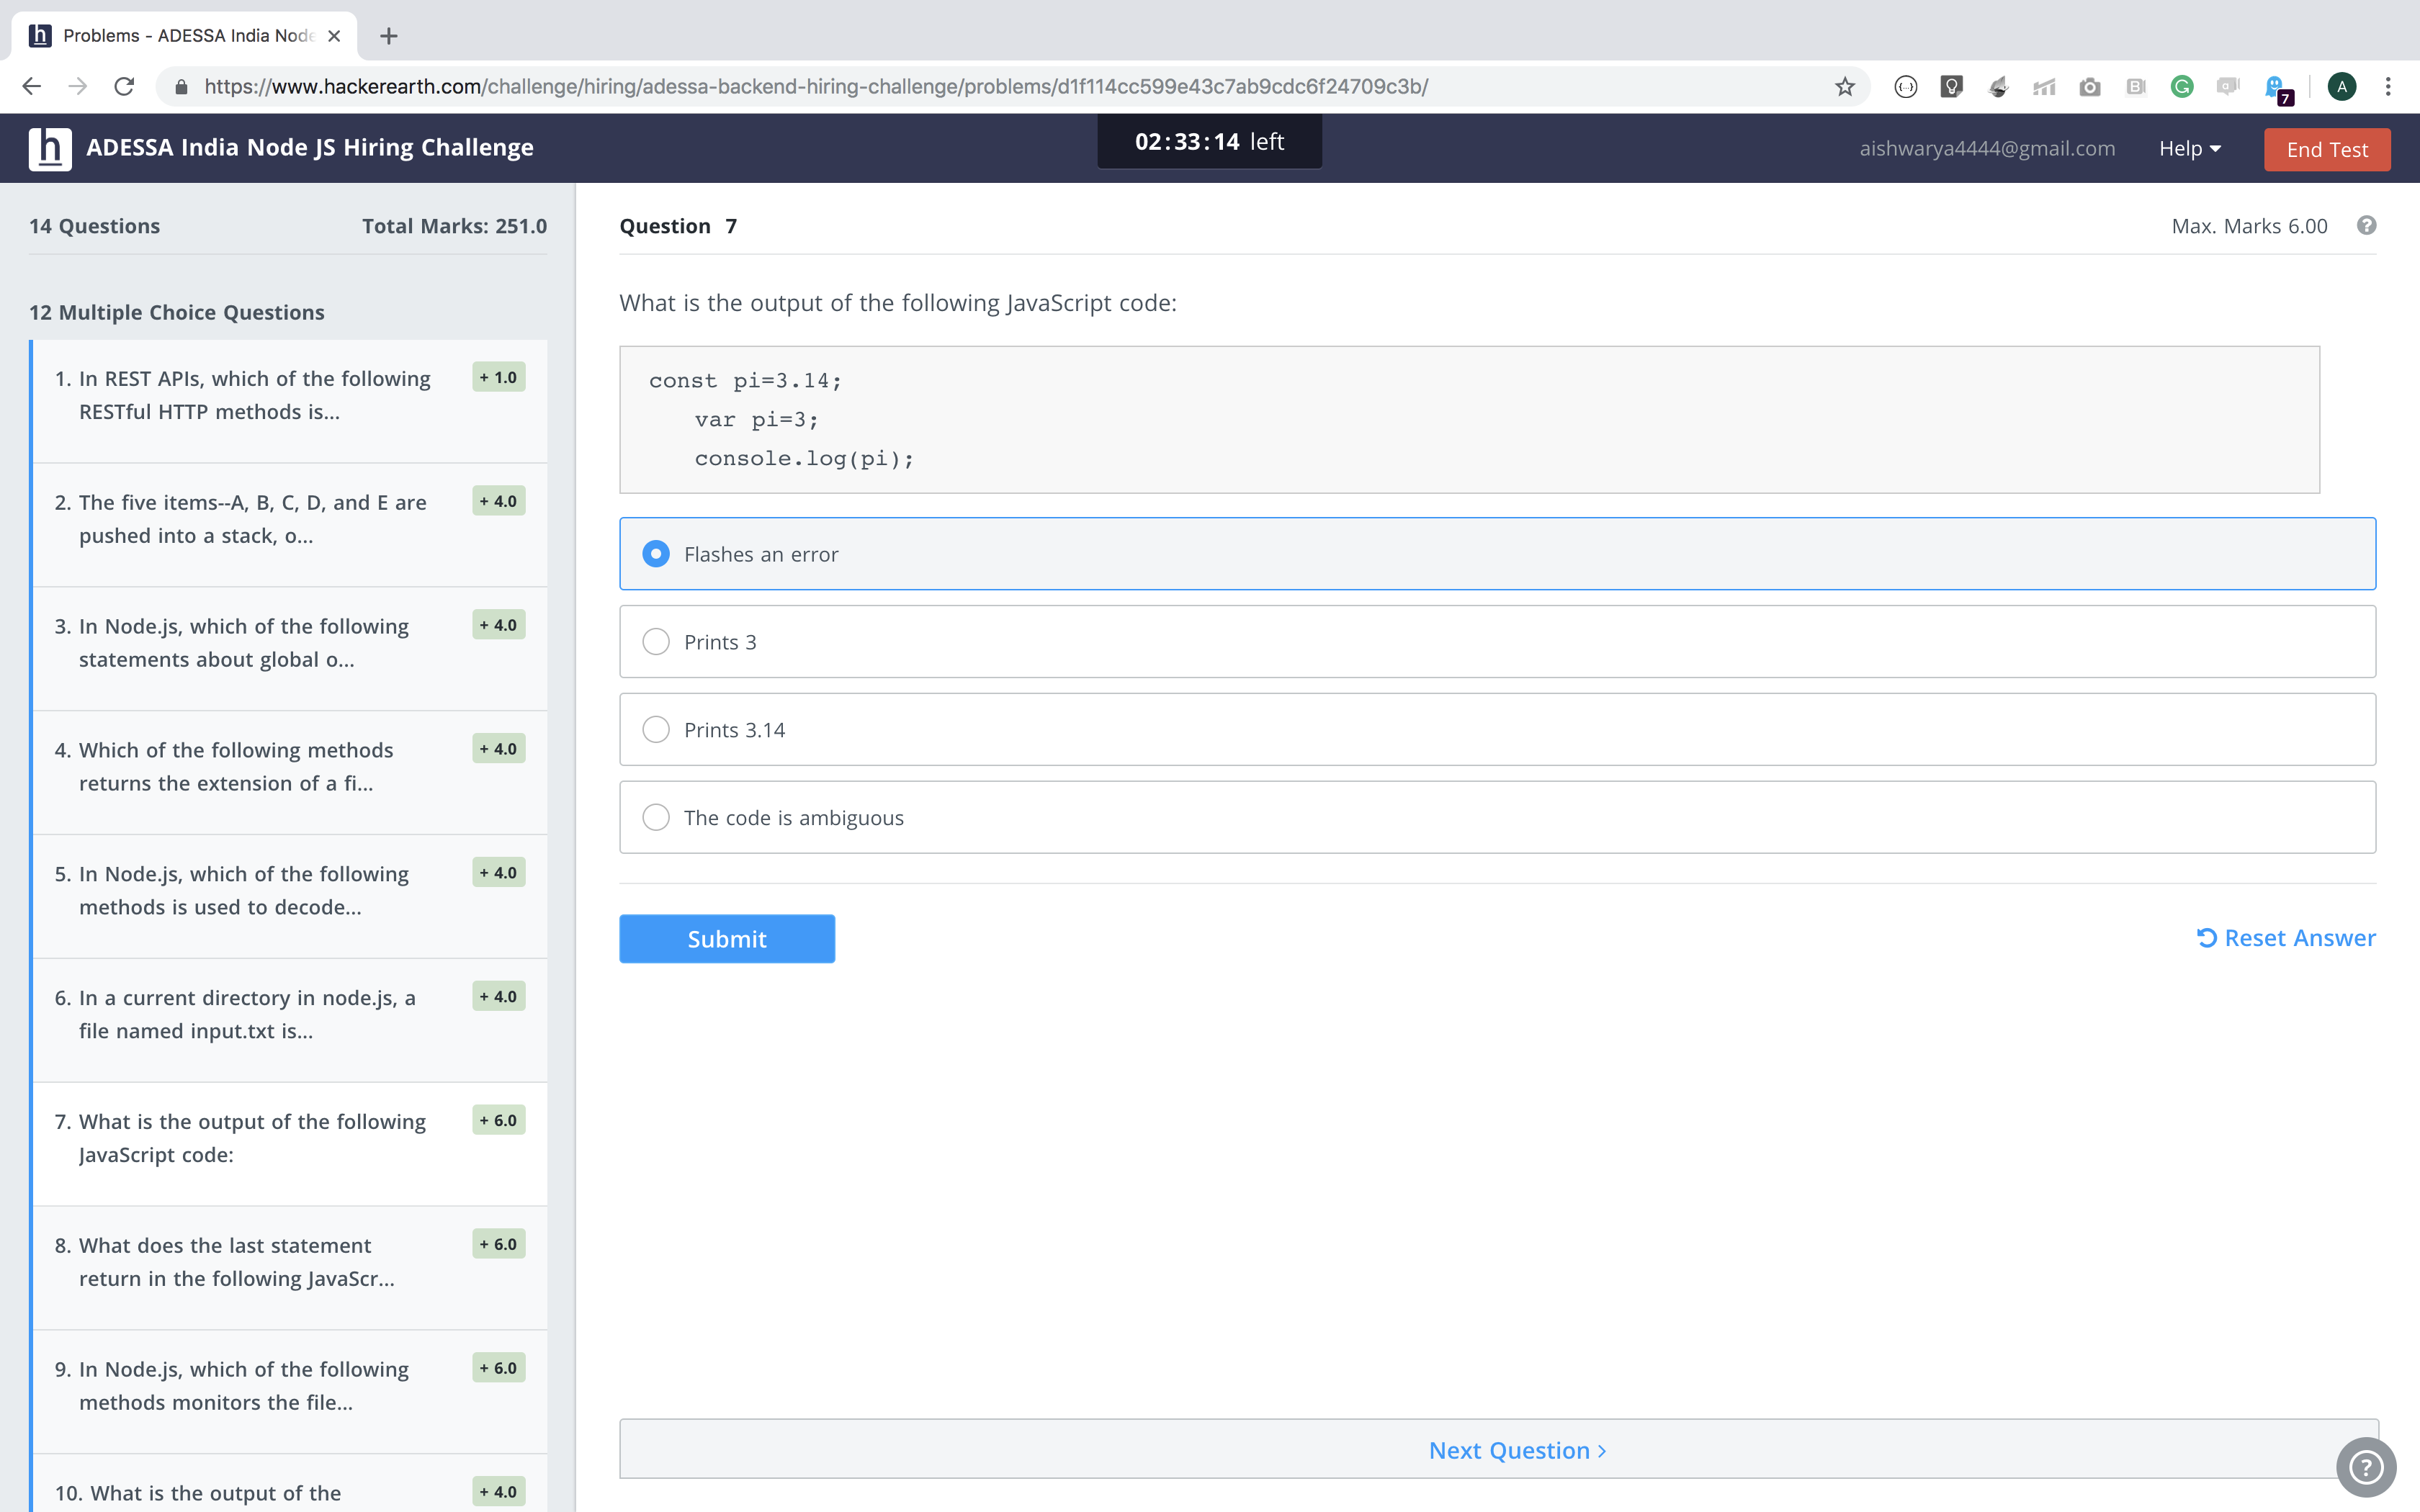 Problems - ADESSA India Node
https://www.hackerearth.com/challenge/hiring/adessa-backend-hiring-challenge/problems/d1f114cc599e43c7ab9cdc6f24709c3b/
7
A
h ADESSA India Node JS Hiring Challenge
02:33:14 left
aishwarya4444@gmail.com
Help
End Test
14 Questions
Total Marks: 251.0
12 Multiple Choice Questions
1. In REST APIs, which of the following
RESTful HTTP methods is...
+ 1.0
2. The five items--A, B, C, D, and E are
pushed into a stack, o...
+ 4.0
3. In Node.js, which of the following
statements about global o...
+ 4.0
4. Which of the following methods
returns the extension of a fi...
+ 4.0
5. In Node.js, which of the following
methods is used to decode...
+ 4.0
6. In a current directory in node.js, a
file named input.txt is...
+ 4.0
7. What is the output of the following
JavaScript code:
+ 6.0
8. What does the last statement
return in the following JavaScr...
+ 6.0
9. In Node.js, which of the following
methods monitors the file...
+ 6.0
10. What is the output of the
+ 4.0
Question 7
Max. Marks 6.00
What is the output of the following JavaScript code:
const pi=3.14;
var pi=3;
console.log(pi);
Flashes an error
Prints 3
Prints 3.14
The code is ambiguous
Submit
Reset Answer
Next Question >